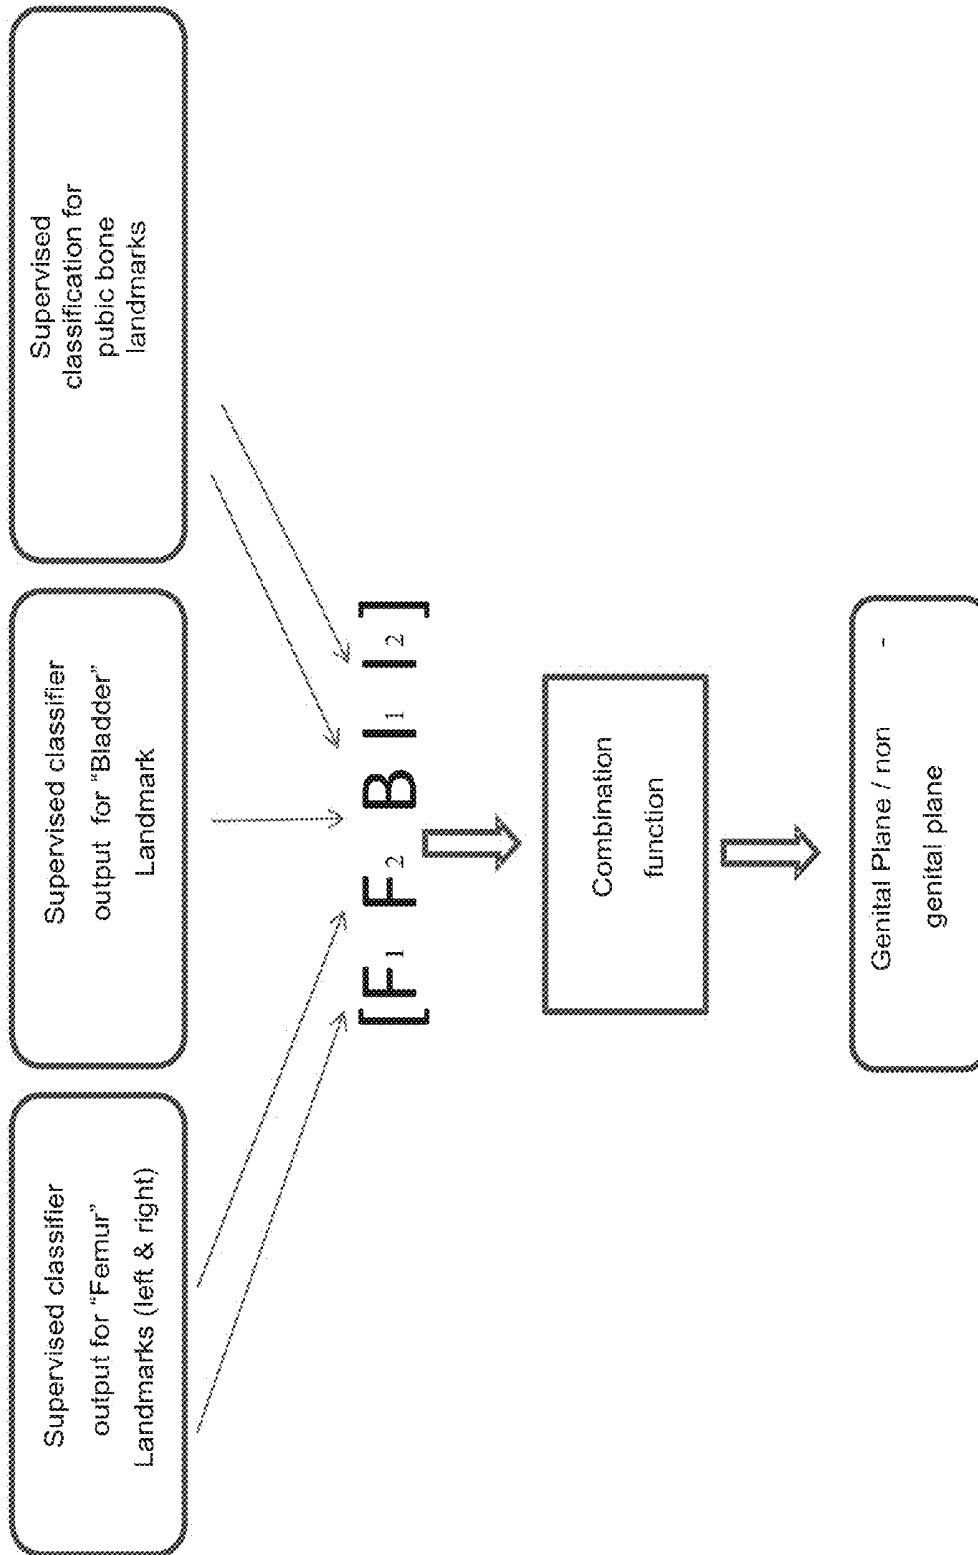 Supervised classifier
output for "Femur"
Landmarks (left & right)
Supervised classifier
output for "Bladder"
Landmark
Supervised
classification for
pubic bone
landmarks
[F1 F2 B I1 I2]
Combination
function
Genital Plane / non -
genital plane